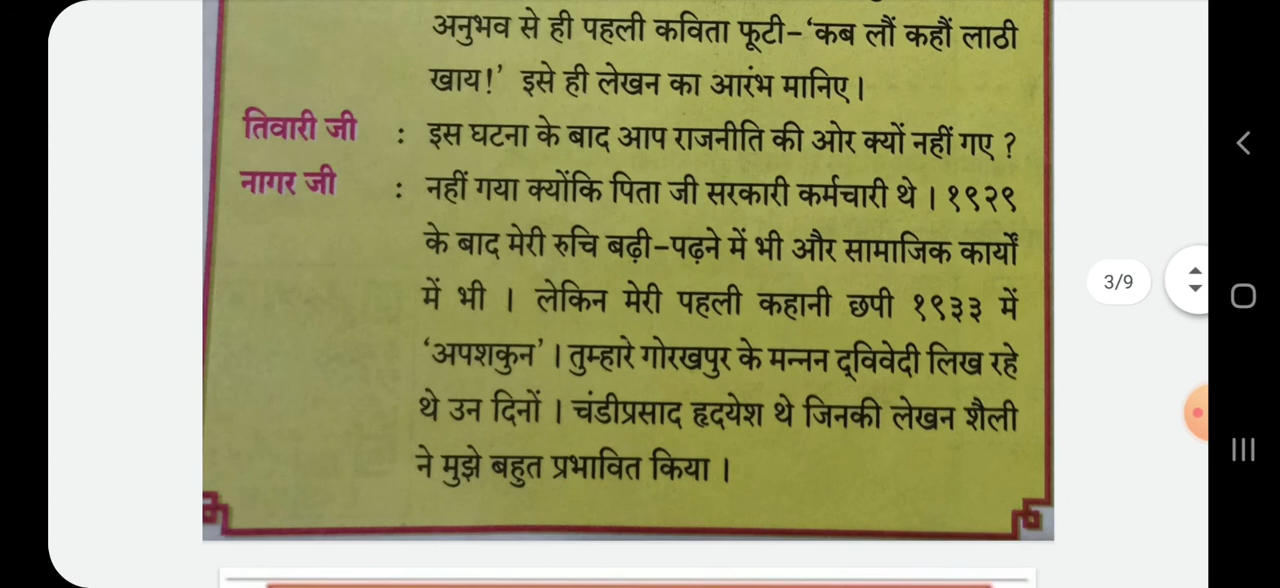 अनुभव से ही पहली कविता फूटी-‘कब लौं कहौं लाठी
खाय!’ इसे ही लेखन का आरंभ मानिए।
तिवारी जी : इस घटना के बाद आप राजनीति की ओर क्यों नहीं गए ?
नागर जी : नहीं गया क्योंकि पिता जी सरकारी कर्मचारी थे । १९२९
के बाद मेरी रुचि बढ़ी-पढ़ने में भी और सामाजिक कार्यों
में भी । लेकिन मेरी पहली कहानी छपी १९३३ में
‘अपशकुन’ । तुम्हारे गोरखपुर के मन्नन द्‌विवेदी लिख रहे
थे उन दिनों । चंडीप्रसाद हृदयेश थे जिनकी लेखन शैली
ने मुझे बहुत प्रभावित किया ।
3/9